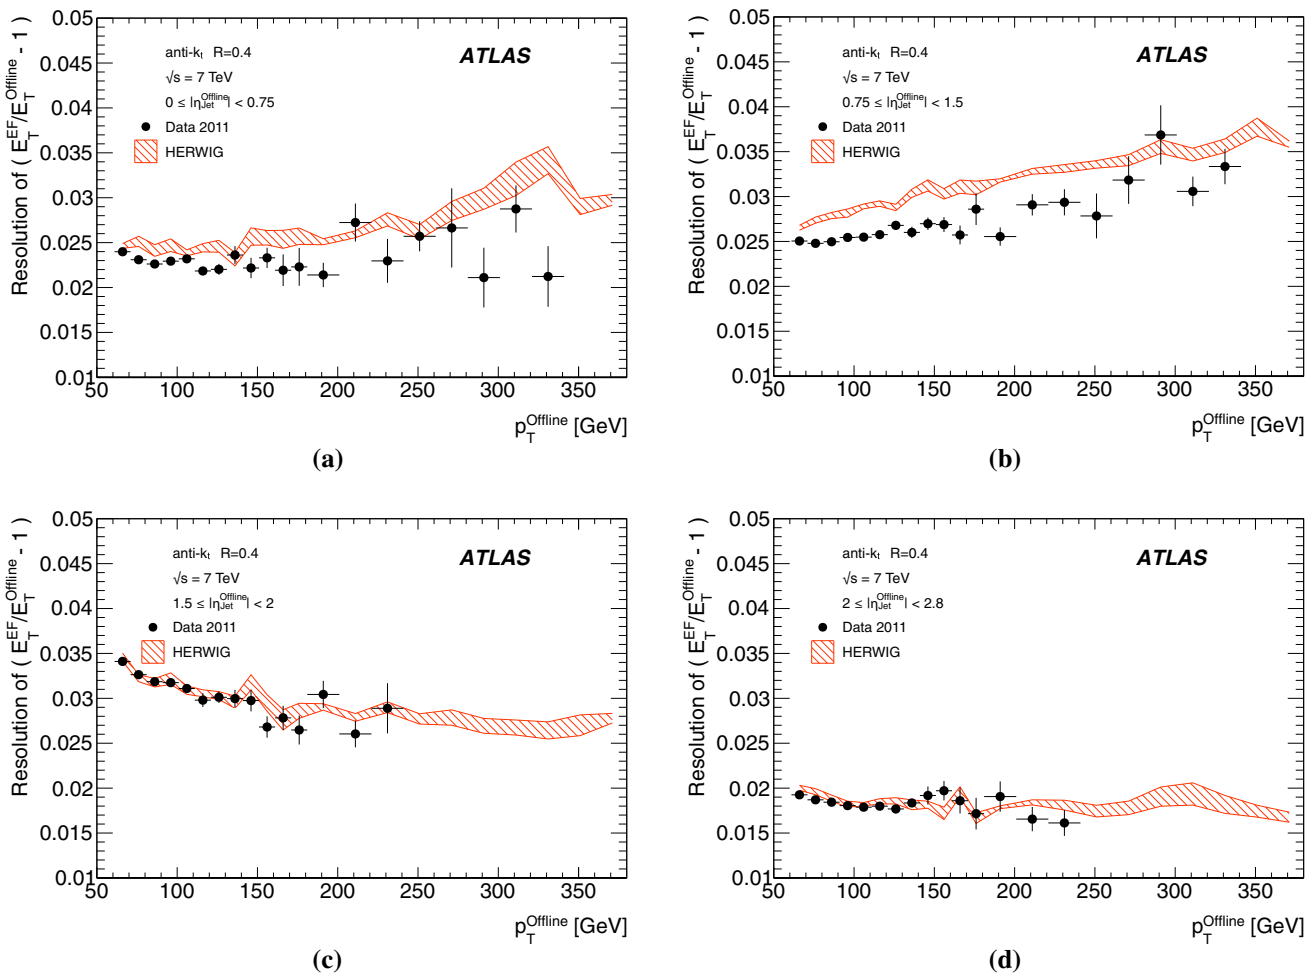 Resolution of ( E_T^EF/E_T^Offline - 1 )
0.05
0.045
0.04
0.035
0.03
0.025
0.02
0.015
0.01
anti-k_t R=0.4
√s = 7 TeV
0 ≤ |η_Jet^Offline| < 0.75
Data 2011
HERWIG
ATLAS
50 100 150 200 250 300 350
p_T^Offline [GeV]
(a)
Resolution of ( E_T^EF/E_T^Offline - 1 )
0.05
0.045
0.04
0.035
0.03
0.025
0.02
0.015
0.01
anti-k_t R=0.4
√s = 7 TeV
0.75 ≤ |η_Jet^Offline| < 1.5
Data 2011
HERWIG
ATLAS
50 100 150 200 250 300 350
p_T^Offline [GeV]
(b)
Resolution of ( E_T^EF/E_T^Offline - 1 )
0.05
0.045
0.04
0.035
0.03
0.025
0.02
0.015
0.01
anti-k_t R=0.4
√s = 7 TeV
1.5 ≤ |η_Jet^Offline| < 2
Data 2011
HERWIG
ATLAS
50 100 150 200 250 300 350
p_T^Offline [GeV]
(c)
Resolution of ( E_T^EF/E_T^Offline - 1 )
0.05
0.045
0.04
0.035
0.03
0.025
0.02
0.015
0.01
anti-k_t R=0.4
√s = 7 TeV
2 ≤ |η_Jet^Offline| < 2.8
Data 2011
HERWIG
ATLAS
50 100 150 200 250 300 350
p_T^Offline [GeV]
(d)